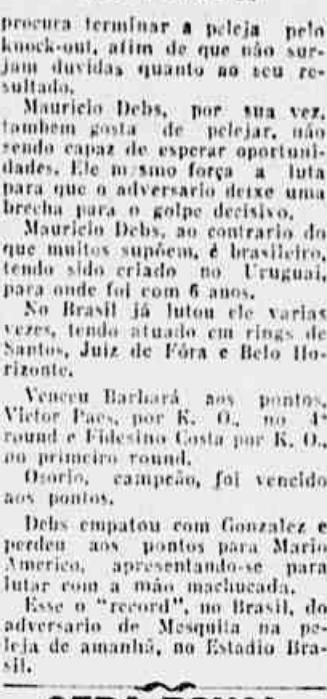 procura terminar a peleja pelo
knock-out, afim de que não sur-
jam duvidas quanto ao seu re-
sultado.
Mauricio Debs, por sua vez,
tambem gosta de pelejar, não
sendo capaz de esperar oportuni-
dades. Ele mesmo força a luta
para que o adversario deixe uma
brecha para o golpe decisivo.
Mauricio Debs, ao contrario do
que muitos supõem, é brasileiro,
tendo sido criado no Uruguai,
para onde foi com 6 anos.
No Brasil já lutou ele varias
vezes, tendo atuado em rings de
Santos, Juiz de Fóra e Belo Ho-
rizonte.
Venceu Barbará aos pontos,
Victor Paes, por K. O., no 4º
round e Fidesino Costa por K. O.,
no primeiro round.
Osorio, campeão, foi vencido
aos pontos.
Debs empatou com Gonzalez e
perdeu aos pontos para Mario
Americo, apresentando-se para
lutar com a mão machucada.
Esse o "record", no Brasil, do
adversario de Mesquita na pe-
leja de amanhã, no Estadio Bra-
sil.